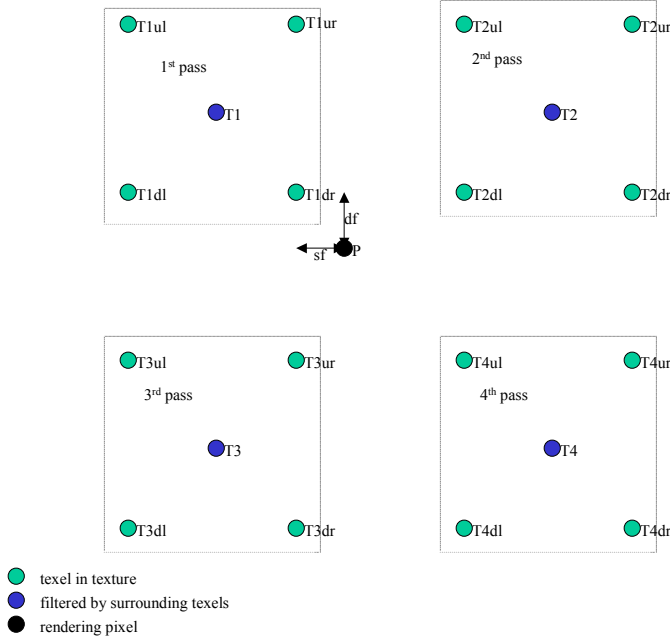 T1ul T1ur T2ul T2ur
1st pass 2nd pass
T1 T2
T1dl T1dr T2dl T2dr
df
sf P
T3ul T3ur T4ul T4ur
3rd pass 4th pass
T3 T4
T3dl T3dr T4dl T4dr
texel in texture
filtered by surrounding texels
rendering pixel